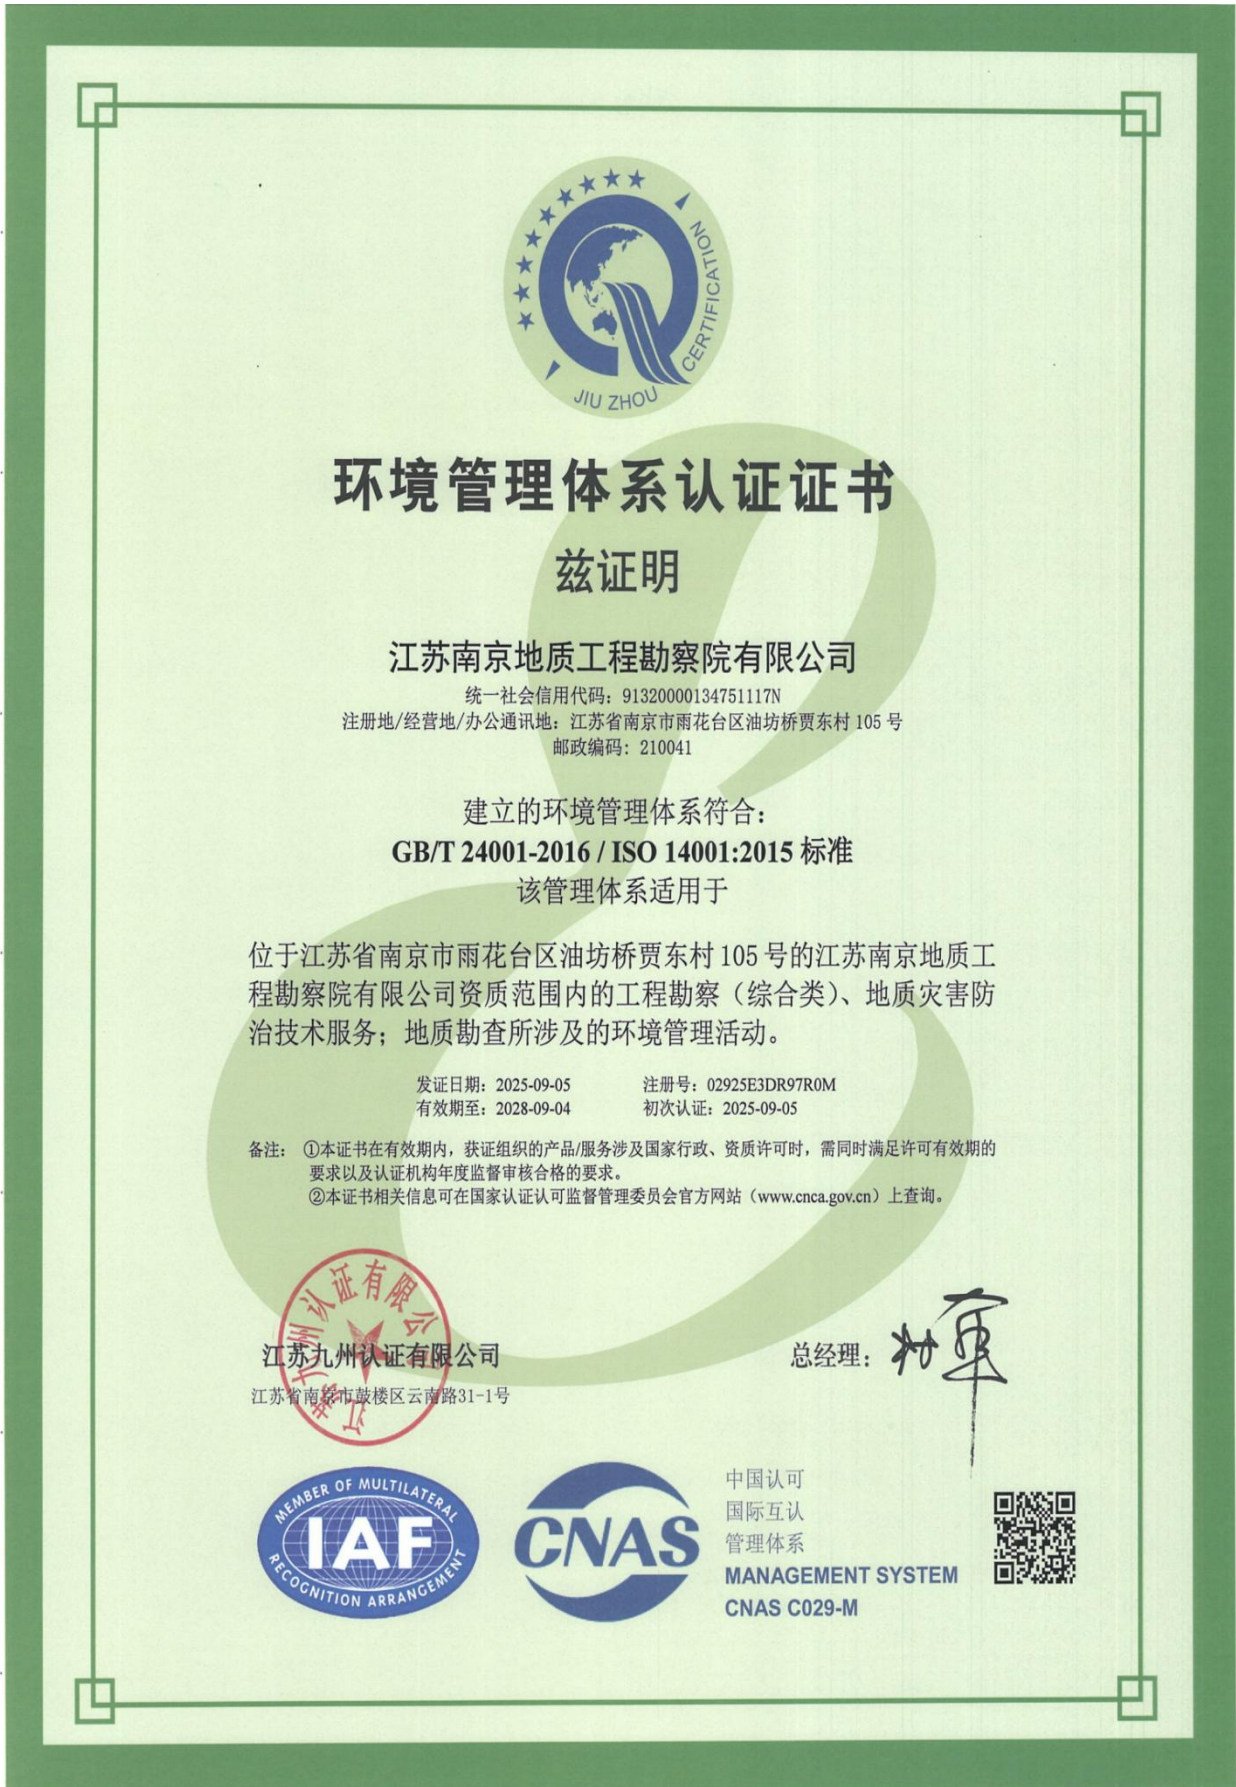 JIU ZHOU CERTIFICATION
环境管理体系认证证书
兹证明
江苏南京地质工程勘察院有限公司
统一社会信用代码：91320000134751117N
注册地/经营地/办公通讯地：江苏省南京市雨花台区油坊桥贾东村 105 号
邮政编码：210041
建立的环境管理体系符合：
GB/T 24001-2016 / ISO 14001:2015 标准
该管理体系适用于
位于江苏省南京市雨花台区油坊桥贾东村 105 号的江苏南京地质工
程勘察院有限公司资质范围内的工程勘察（综合类）、地质灾害防
治技术服务；地质勘查所涉及的环境管理活动。
发证日期：2025-09-05 注册号：02925E3DR97R0M
有效期至：2028-09-04 初次认证：2025-09-05
备注： ①本证书在有效期内，获证组织的产品/服务涉及国家行政、资质许可时，需同时满足许可有效期的
要求以及认证机构年度监督审核合格的要求。
②本证书相关信息可在国家认证认可监督管理委员会官方网站（www.cnca.gov.cn）上查询。
江苏九州认证有限公司
江苏九州认证有限公司
江苏省南京市鼓楼区云南路31-1号
总经理：
MEMBER OF MULTILATERAL
IAF
RECOGNITION ARRANGEMENT
CNAS
中国认可
国际互认
管理体系
MANAGEMENT SYSTEM
CNAS C029-M